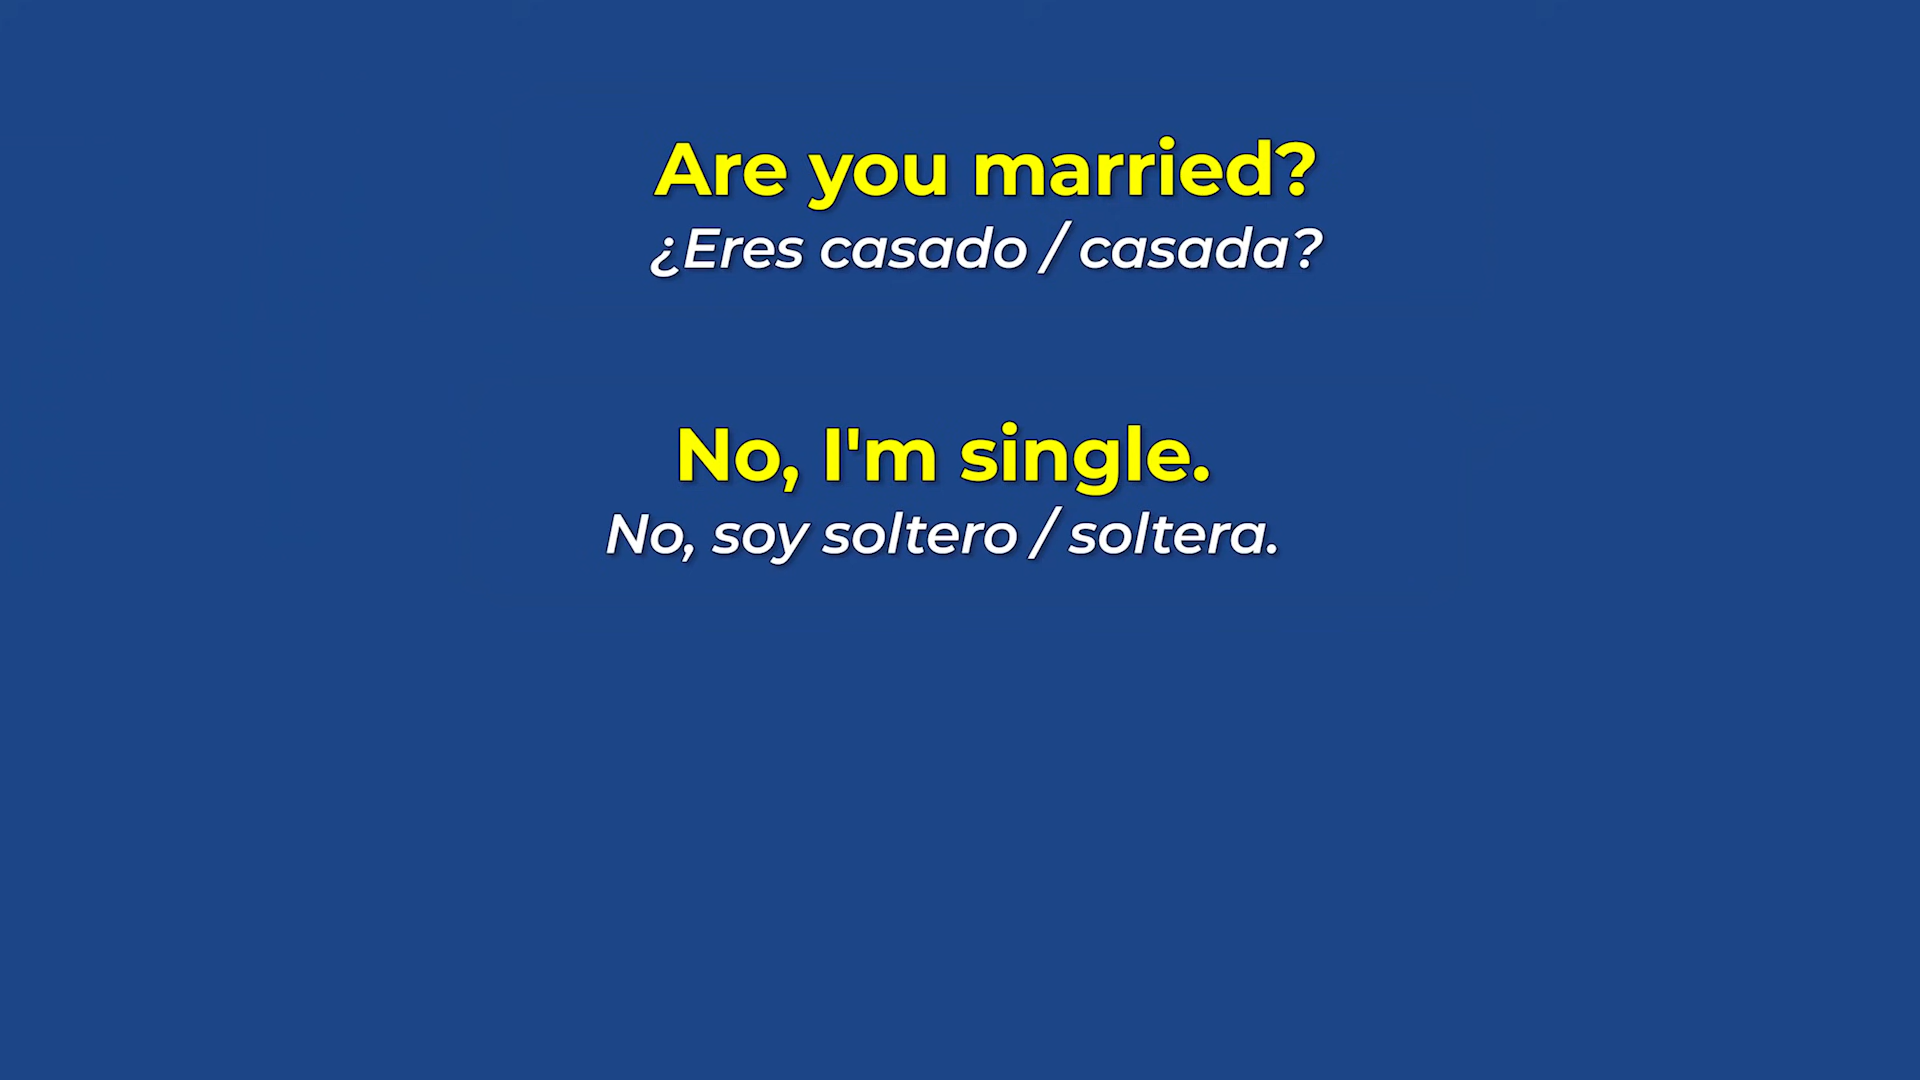 Are you married?
¿Eres casado / casada?
No, I'm single.
No, soy soltero / soltera.